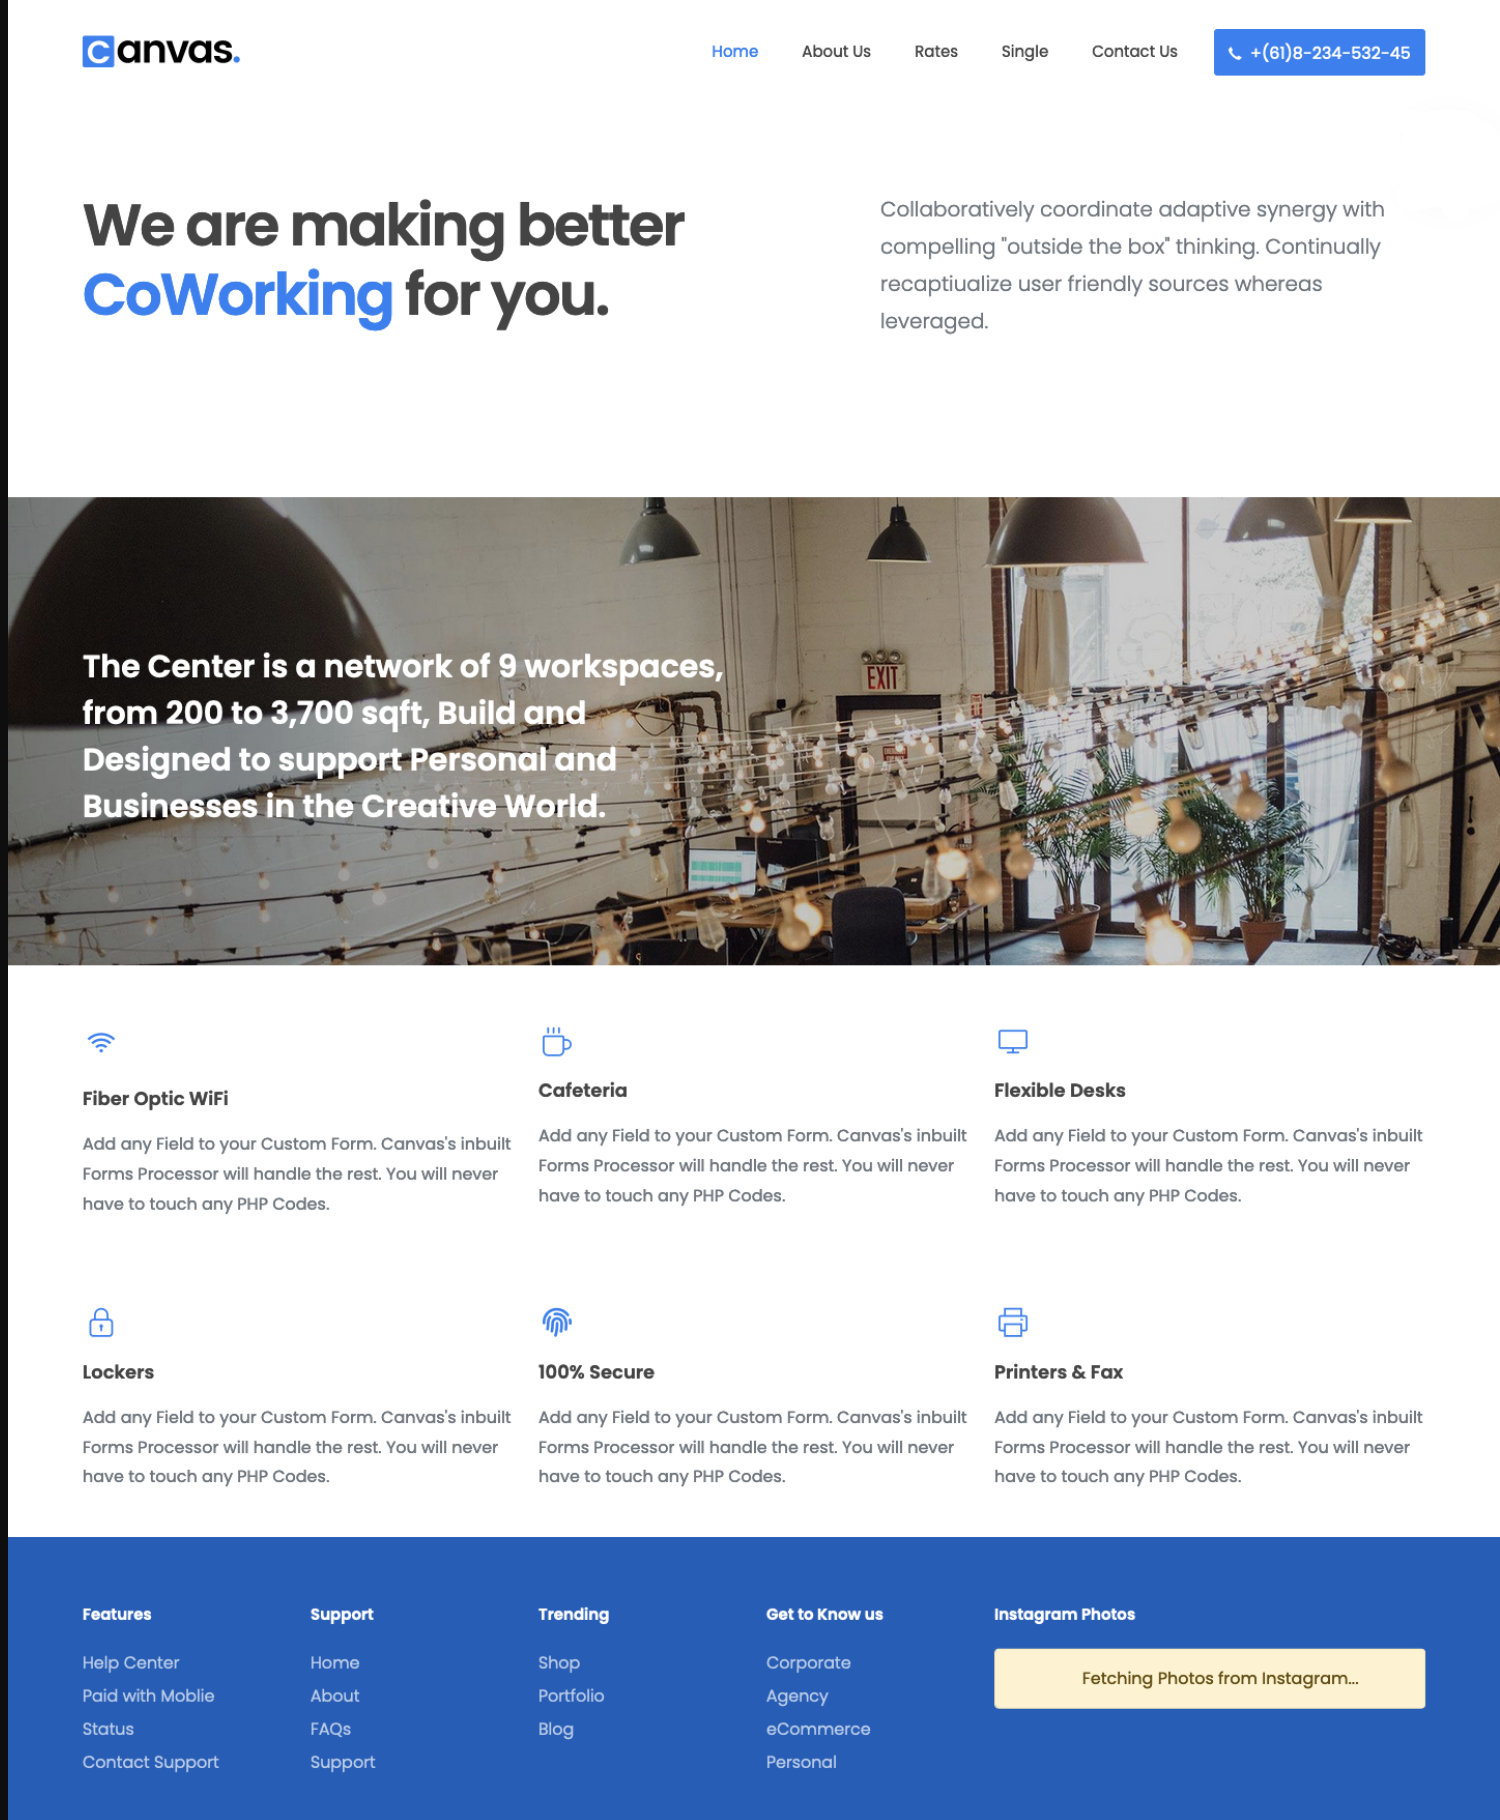 canvas.
Home
About Us
Rates
Single
Contact Us
+(61)8-234-532-45
We are making better
CoWorking for you.
Collaboratively coordinate adaptive synergy with
compelling "outside the box" thinking. Continually
recaptiualize user friendly sources whereas
leveraged.
EXIT
The Center is a network of 9 workspaces,
from 200 to 3,700 sqft, Build and
Designed to support Personal and
Businesses in the Creative World.
Fiber Optic WiFi
Add any Field to your Custom Form. Canvas's inbuilt
Forms Processor will handle the rest. You will never
have to touch any PHP Codes.
Cafeteria
Add any Field to your Custom Form. Canvas's inbuilt
Forms Processor will handle the rest. You will never
have to touch any PHP Codes.
Flexible Desks
Add any Field to your Custom Form. Canvas's inbuilt
Forms Processor will handle the rest. You will never
have to touch any PHP Codes.
Lockers
Add any Field to your Custom Form. Canvas's inbuilt
Forms Processor will handle the rest. You will never
have to touch any PHP Codes.
100% Secure
Add any Field to your Custom Form. Canvas's inbuilt
Forms Processor will handle the rest. You will never
have to touch any PHP Codes.
Printers & Fax
Add any Field to your Custom Form. Canvas's inbuilt
Forms Processor will handle the rest. You will never
have to touch any PHP Codes.
Features
Help Center
Paid with Moblie
Status
Contact Support
Support
Home
About
FAQs
Support
Trending
Shop
Portfolio
Blog
Get to Know us
Corporate
Agency
eCommerce
Personal
Instagram Photos
Fetching Photos from Instagram...